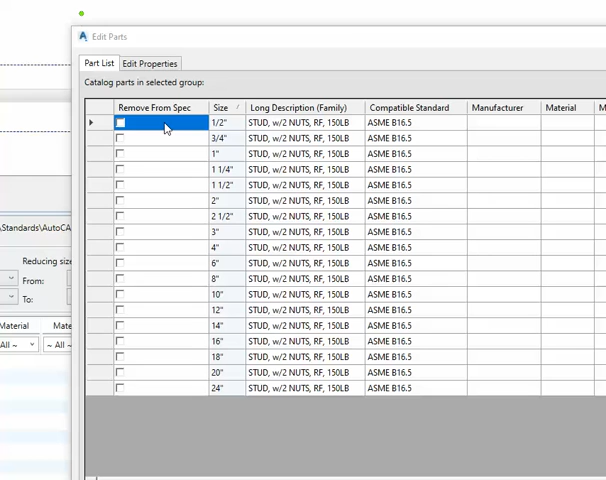 Edit Parts
Part List Edit Properties
Catalog parts in selected group:
Remove From Spec Size Long Description (Family) Compatible Standard Manufacturer Material
1/2" STUD, w/2 NUTS, RF, 150LB ASME B16.5
3/4" STUD, w/2 NUTS, RF, 150LB ASME B16.5
1" STUD, w/2 NUTS, RF, 150LB ASME B16.5
1 1/4" STUD, w/2 NUTS, RF, 150LB ASME B16.5
1 1/2" STUD, w/2 NUTS, RF, 150LB ASME B16.5
2" STUD, w/2 NUTS, RF, 150LB ASME B16.5
2 1/2" STUD, w/2 NUTS, RF, 150LB ASME B16.5
\Standards\AutoCA
3" STUD, w/2 NUTS, RF, 150LB ASME B16.5
4" STUD, w/2 NUTS, RF, 150LB ASME B16.5
Reducing size
6" STUD, w/2 NUTS, RF, 150LB ASME B16.5
From:
8" STUD, w/2 NUTS, RF, 150LB ASME B16.5
To:
10" STUD, w/2 NUTS, RF, 150LB ASME B16.5
12" STUD, w/2 NUTS, RF, 150LB ASME B16.5
Material Mate
14" STUD, w/2 NUTS, RF, 150LB ASME B16.5
All ~ ~ All ~
16" STUD, w/2 NUTS, RF, 150LB ASME B16.5
18" STUD, w/2 NUTS, RF, 150LB ASME B16.5
20" STUD, w/2 NUTS, RF, 150LB ASME B16.5
24" STUD, w/2 NUTS, RF, 150LB ASME B16.5